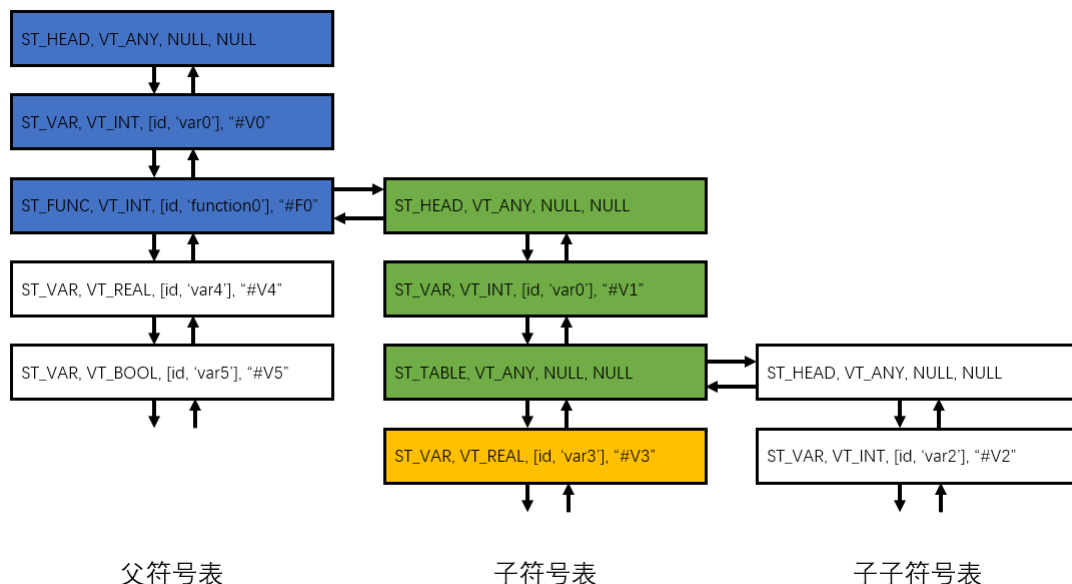 ST_HEAD, VT_ANY, NULL, NULL
ST_VAR, VT_INT, [id, ‘var0’], “#V0”
ST_FUNC, VT_INT, [id, ‘function0’], “#F0”
ST_VAR, VT_REAL, [id, ‘var4’], “#V4”
ST_VAR, VT_BOOL, [id, ‘var5’], “#V5”
父符号表
ST_HEAD, VT_ANY, NULL, NULL
ST_VAR, VT_INT, [id, ‘var0’], “#V1”
ST_TABLE, VT_ANY, NULL, NULL
ST_VAR, VT_REAL, [id, ‘var3’], “#V3”
子符号表
ST_HEAD, VT_ANY, NULL, NULL
ST_VAR, VT_INT, [id, ‘var2’], “#V2”
子子符号表